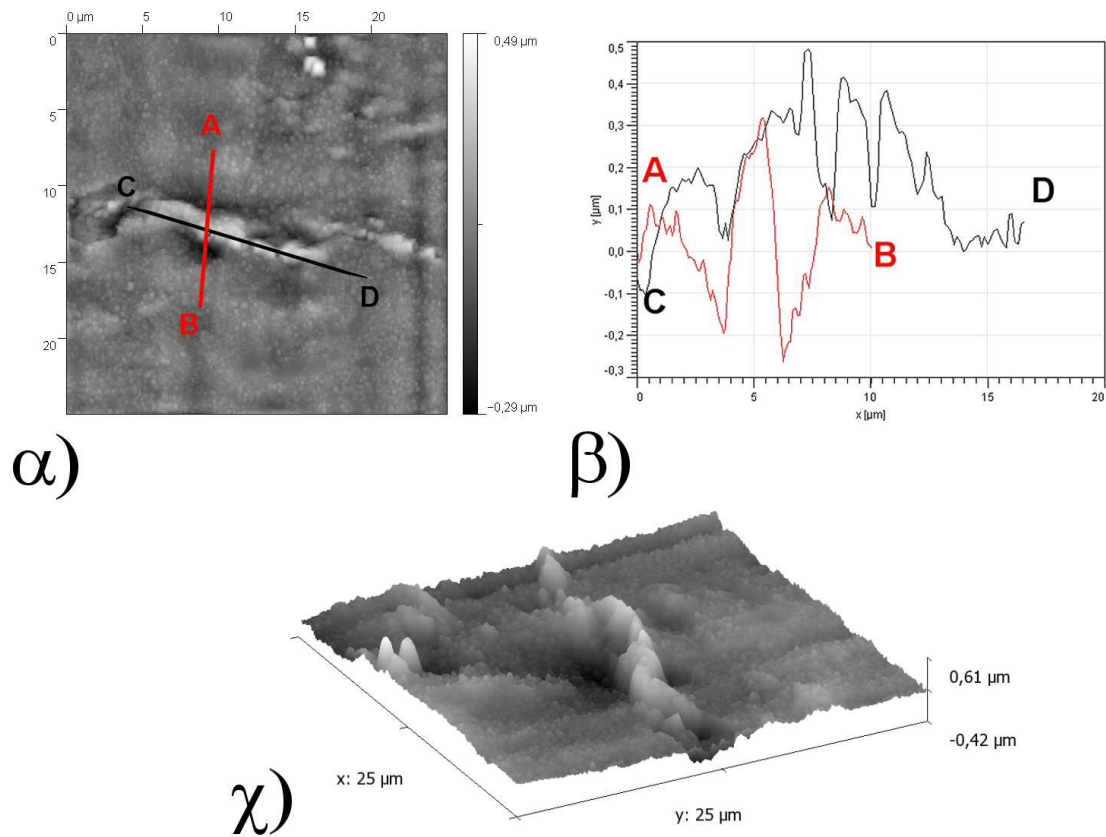 0 µm 5 10 15 20
0
5
10
15
20
A
B
C
D
0,49 µm
−0,29 µm
α)
0,5
0,4
0,3
0,2
0,1
0,0
-0,1
-0,2
-0,3
y [µm]
0 5 10 15 20
x [µm]
A
B
C
D
β)
0,61 µm
-0,42 µm
x: 25 µm
y: 25 µm
χ)